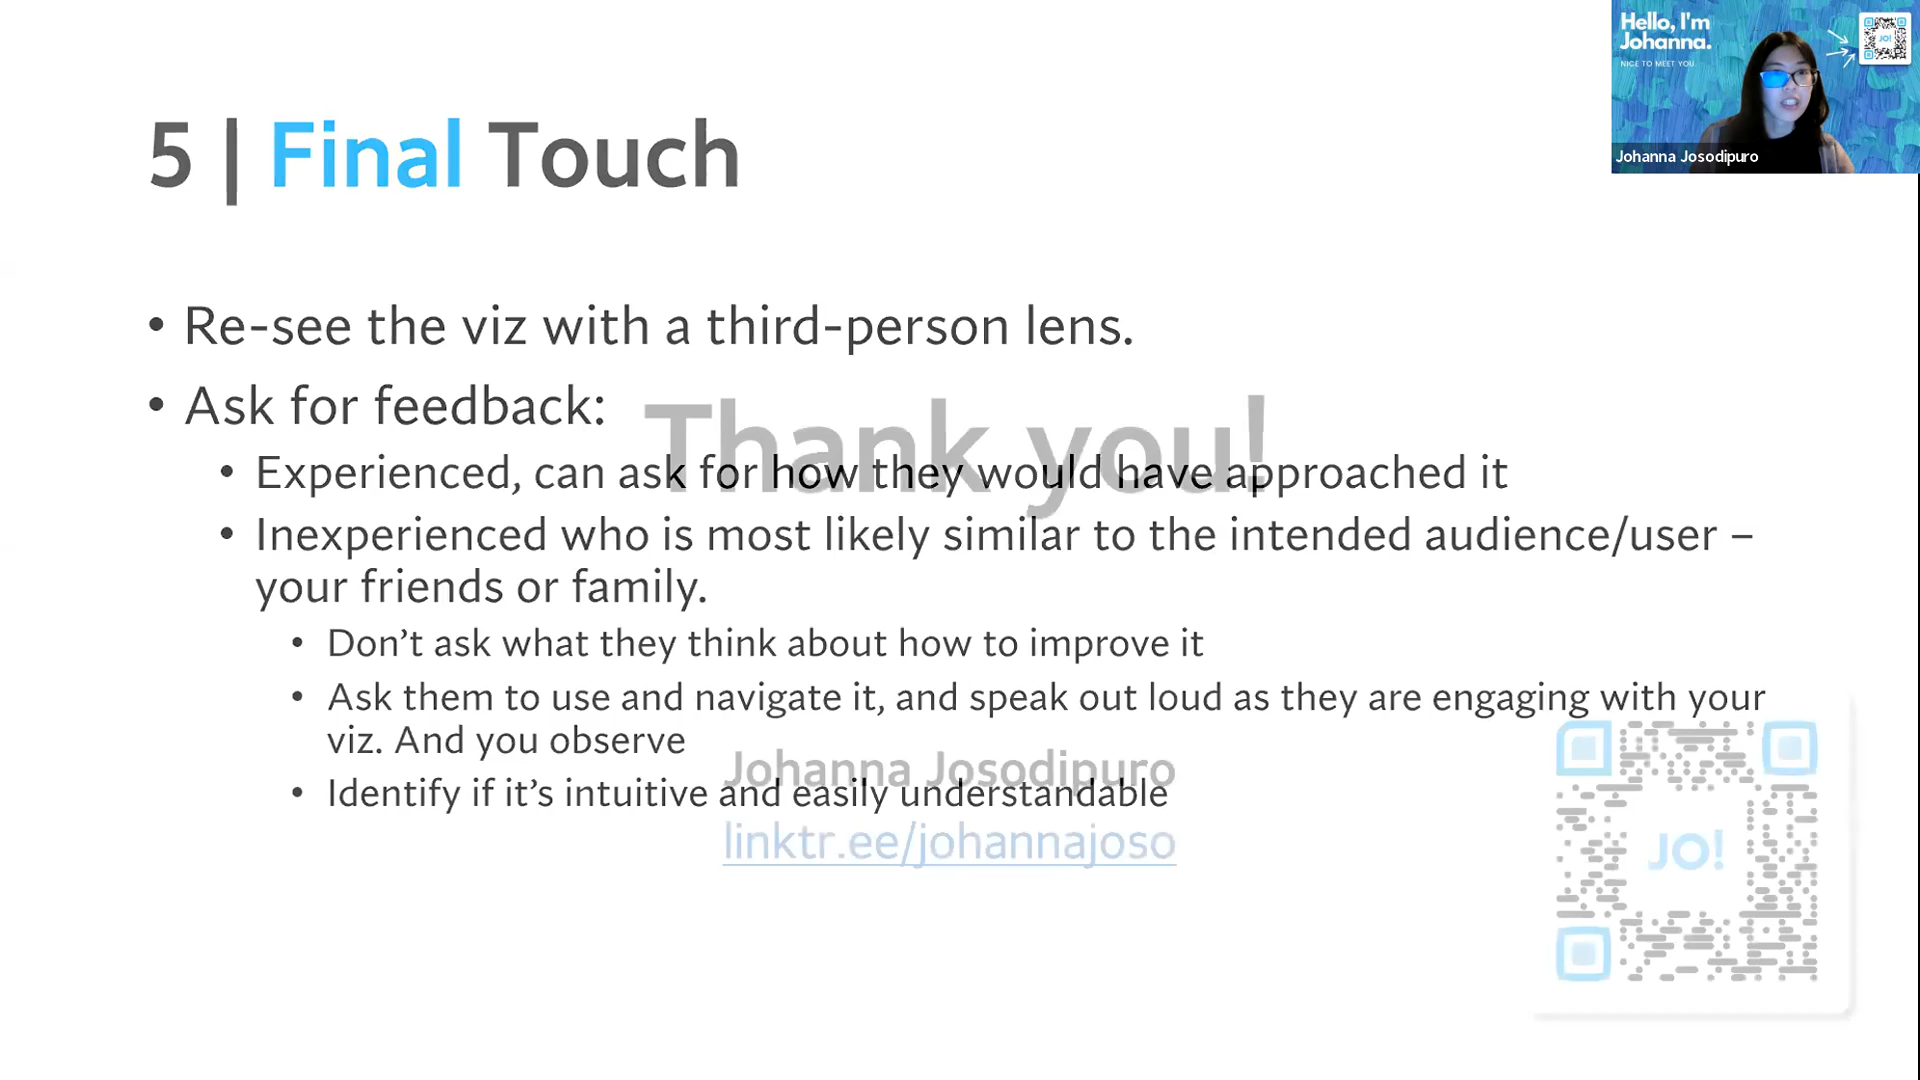 Hello, I'm
Johanna.
NICE TO MEET YOU.
JO!
Johanna Josodipuro
5 | Final Touch
• Re-see the viz with a third-person lens.
• Ask for feedback:
Thank you!
• Experienced, can ask for how they would have approached it
• Inexperienced who is most likely similar to the intended audience/user –
your friends or family.
• Don’t ask what they think about how to improve it
• Ask them to use and navigate it, and speak out loud as they are engaging with your
viz. And you observe
Johanna Josodipuro
• Identify if it’s intuitive and easily understandable
linktr.ee/johannajoso
JO!